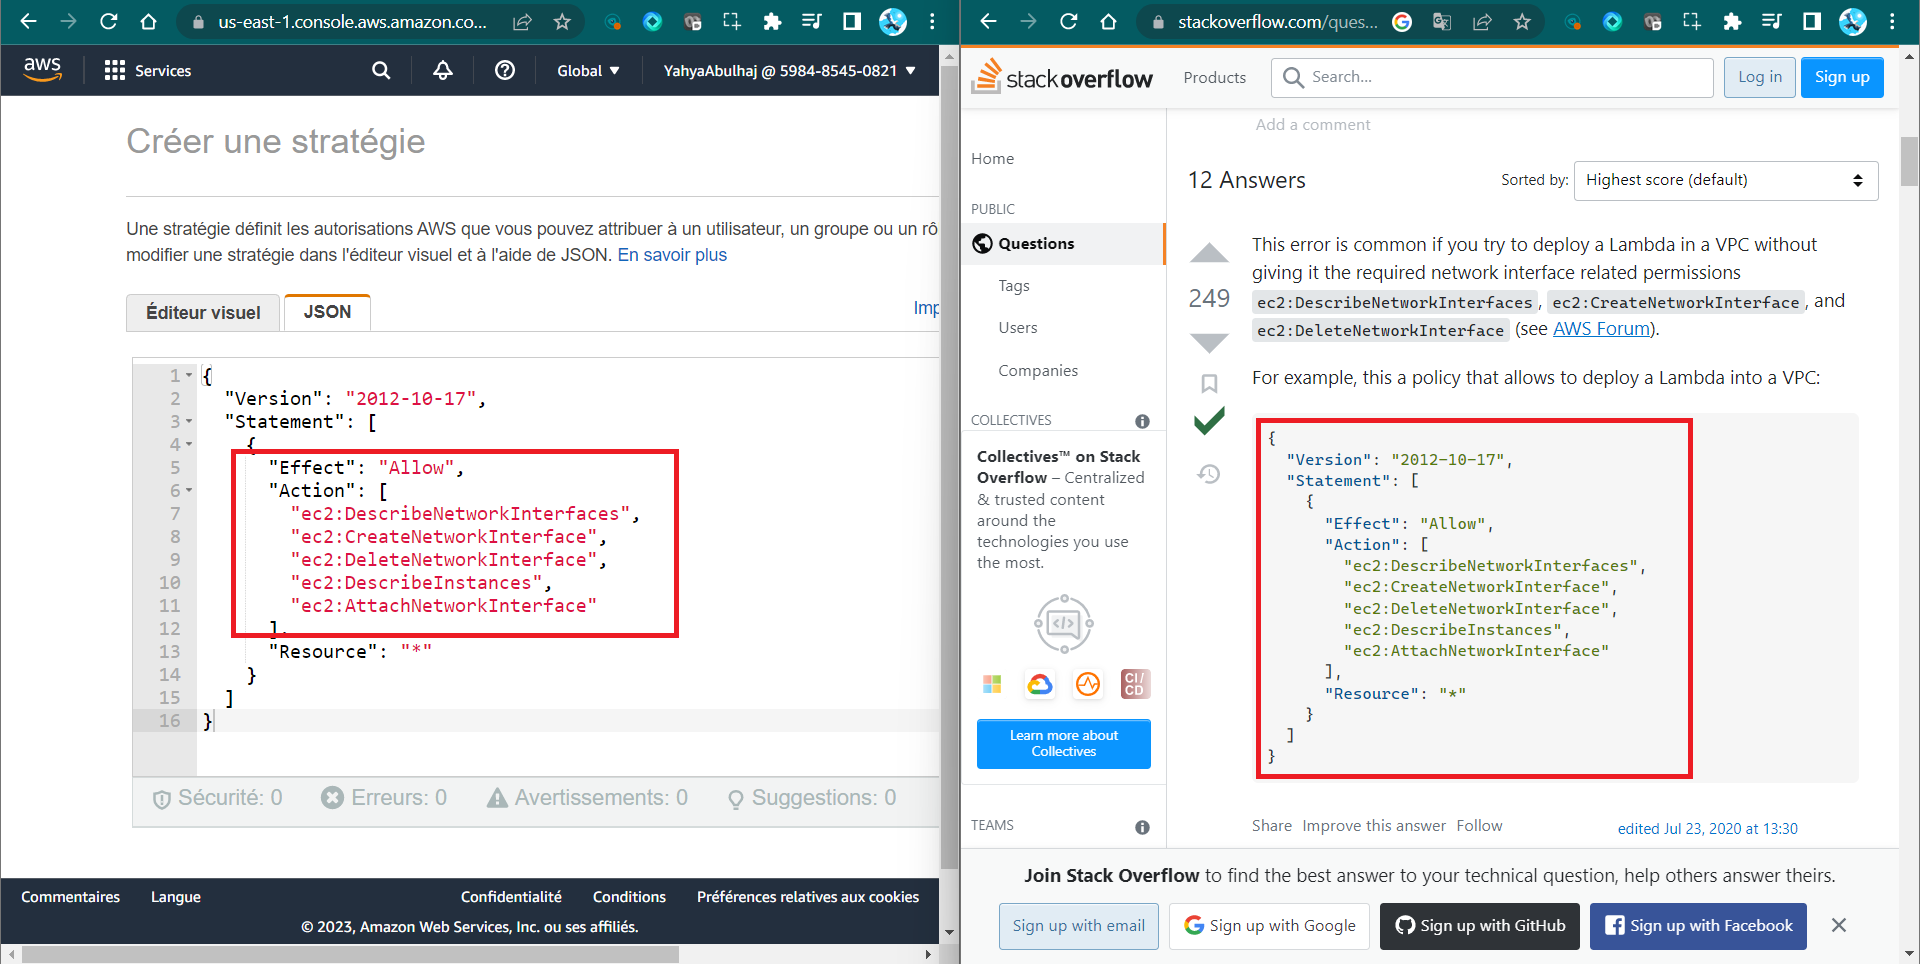 us-east-1.console.aws.amazon.co...
aws
Services
Global
YahyaAbulhaj @ 5984-8545-0821
Créer une stratégie
Une stratégie définit les autorisations AWS que vous pouvez attribuer à un utilisateur, un groupe ou un rô
modifier une stratégie dans l'éditeur visuel et à l'aide de JSON. En savoir plus
Éditeur visuel
JSON
Imp
1 {
2 "Version": "2012-10-17",
3 "Statement": [
4 {
5 "Effect": "Allow",
6 "Action": [
7 "ec2:DescribeNetworkInterfaces",
8 "ec2:CreateNetworkInterface",
9 "ec2:DeleteNetworkInterface",
10 "ec2:DescribeInstances",
11 "ec2:AttachNetworkInterface"
12 ],
13 "Resource": "*"
14 }
15 ]
16 }
Sécurité: 0
Erreurs: 0
Avertissements: 0
Suggestions: 0
Commentaires
Langue
Confidentialité
Conditions
Préférences relatives aux cookies
© 2023, Amazon Web Services, Inc. ou ses affiliés.
stackoverflow.com/ques...
stackoverflow
Products
Search...
Log in
Sign up
Home
PUBLIC
Questions
Tags
Users
Companies
COLLECTIVES
Collectives™ on Stack
Overflow – Centralized
& trusted content
around the
technologies you use
the most.
CI/
CD
Learn more about
Collectives
TEAMS
Add a comment
12 Answers
Sorted by:
Highest score (default)
249
This error is common if you try to deploy a Lambda in a VPC without
giving it the required network interface related permissions
ec2:DescribeNetworkInterfaces, ec2:CreateNetworkInterface, and
ec2:DeleteNetworkInterface (see AWS Forum).
For example, this a policy that allows to deploy a Lambda into a VPC:
{
"Version": "2012-10-17",
"Statement": [
{
"Effect": "Allow",
"Action": [
"ec2:DescribeNetworkInterfaces",
"ec2:CreateNetworkInterface",
"ec2:DeleteNetworkInterface",
"ec2:DescribeInstances",
"ec2:AttachNetworkInterface"
],
"Resource": "*"
}
]
}
Share Improve this answer Follow
edited Jul 23, 2020 at 13:30
Join Stack Overflow to find the best answer to your technical question, help others answer theirs.
Sign up with email
Sign up with Google
Sign up with GitHub
Sign up with Facebook